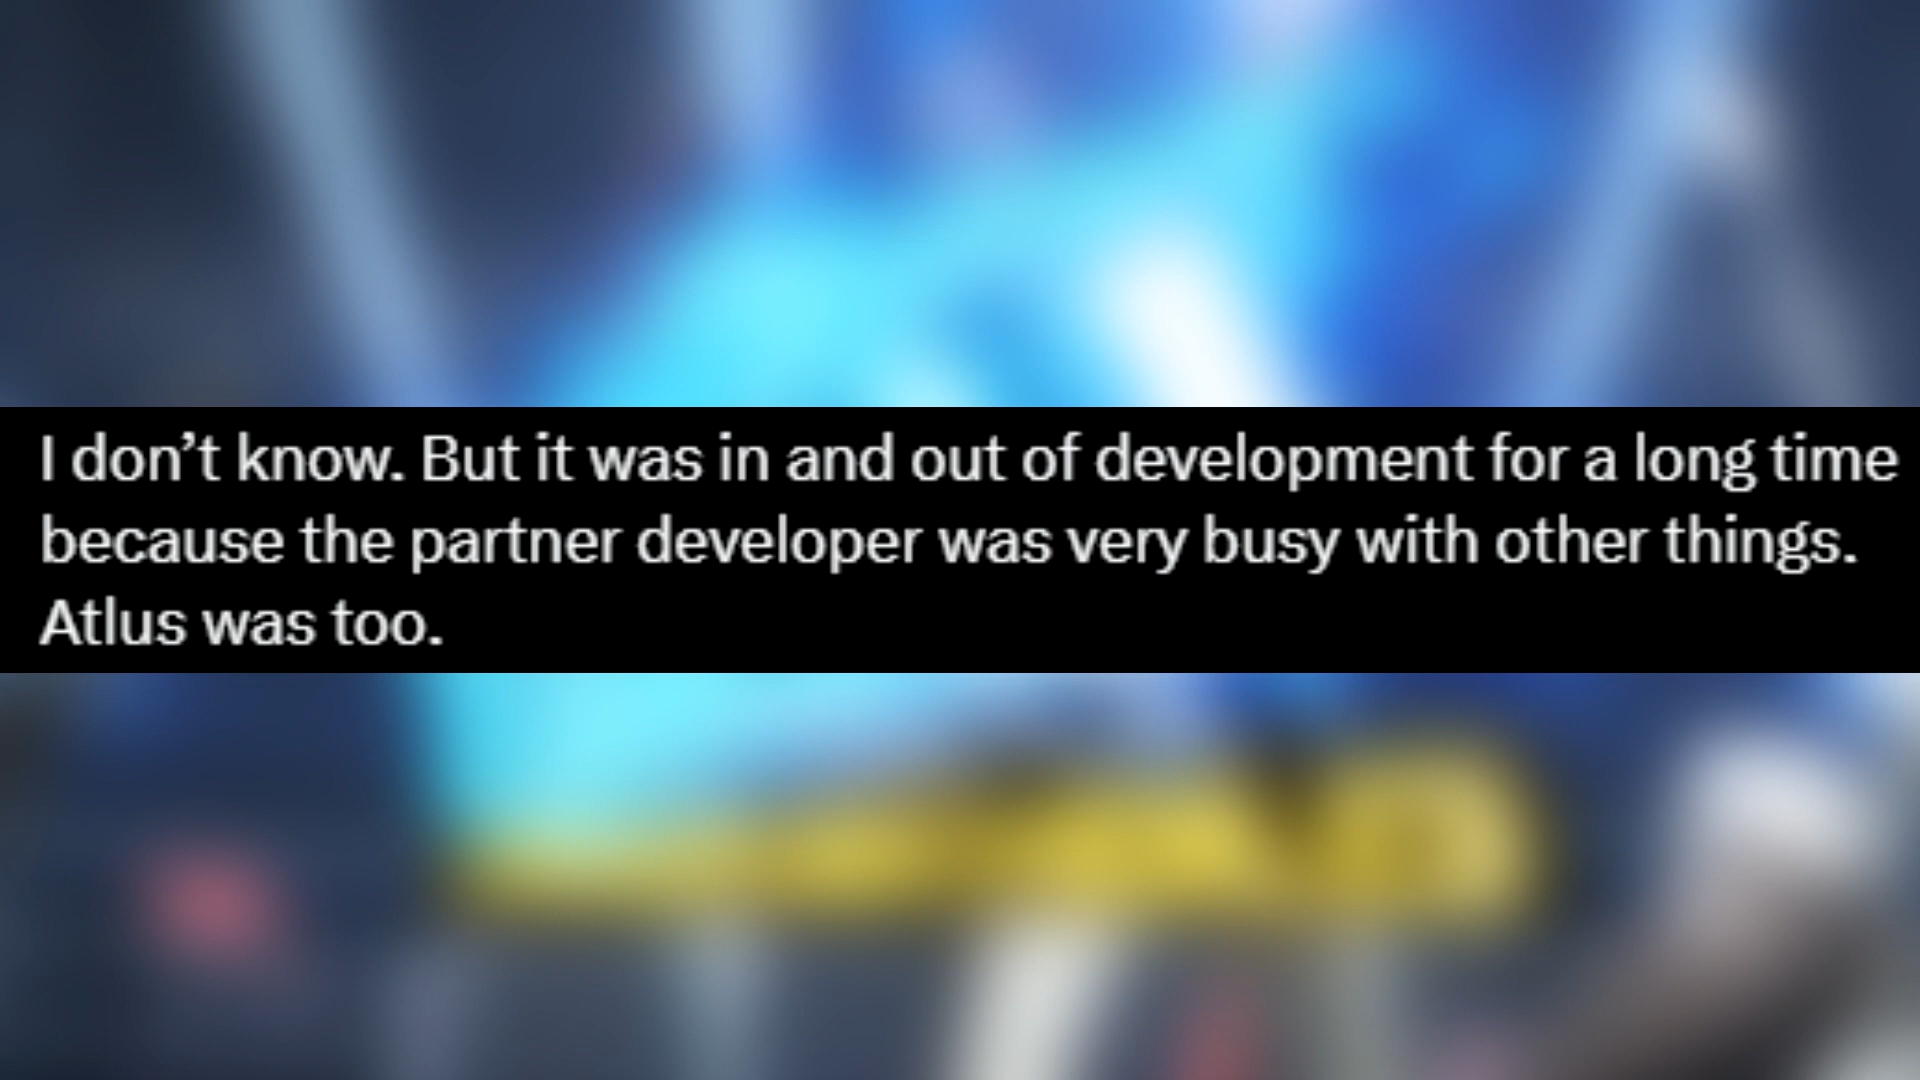 I don’t know. But it was in and out of development for a long time
because the partner developer was very busy with other things.
Atlus was too.